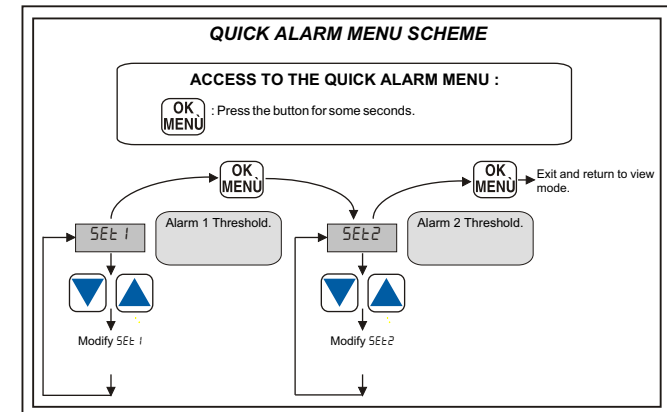 QUICK ALARM MENU SCHEME
ACCESS TO THE QUICK ALARM MENU :
OK
MENÙ
: Press the button for some seconds.
OK
MENÙ
OK
MENÙ
Exit and return to view
mode.
SEt 1
Alarm 1 Threshold.
SEt2
Alarm 2 Threshold.
Modify SEt 1
Modify SEt2